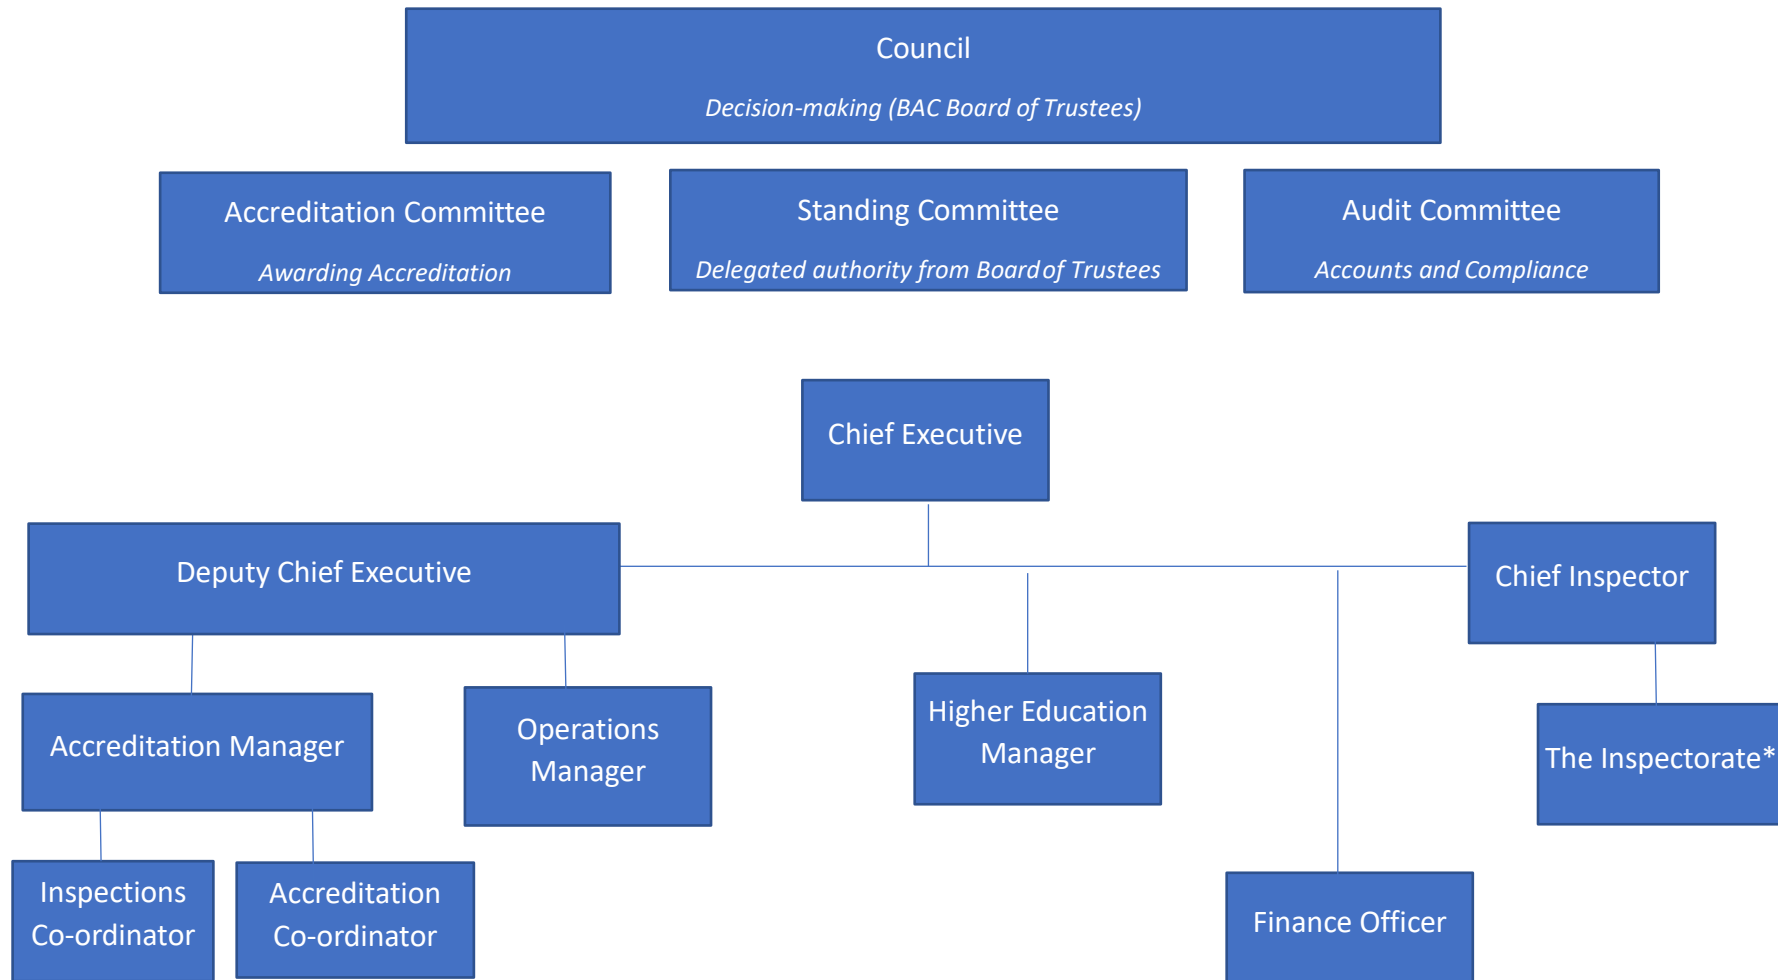 Council
Decision-making (BAC Board of Trustees)
Accreditation Committee
Awarding Accreditation
Standing Committee
Delegated authority from Board of Trustees
Audit Committee
Accounts and Compliance
Chief Executive
Deputy Chief Executive
Chief Inspector
Accreditation Manager
Operations
Manager
Higher Education
Manager
The Inspectorate*
Inspections
Co-ordinator
Accreditation
Co-ordinator
Finance Officer